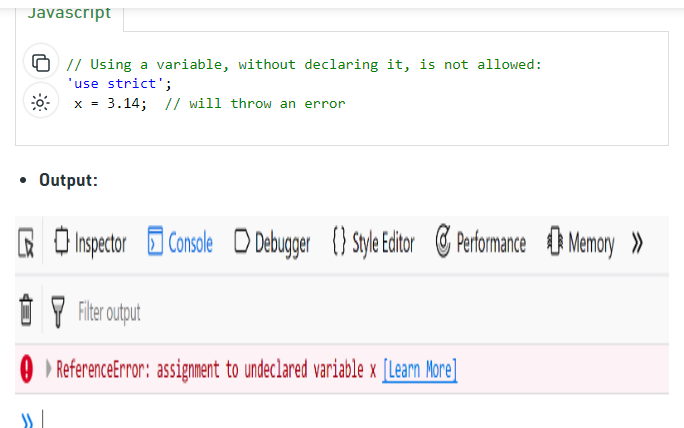 Javascript
// Using a variable, without declaring it, is not allowed:
'use strict';
x = 3.14;  // will throw an error
Output:
Inspector Console Debugger {} Style Editor Performance Memory »
Filter output
ReferenceError: assignment to undeclared variable x [Learn More]
»